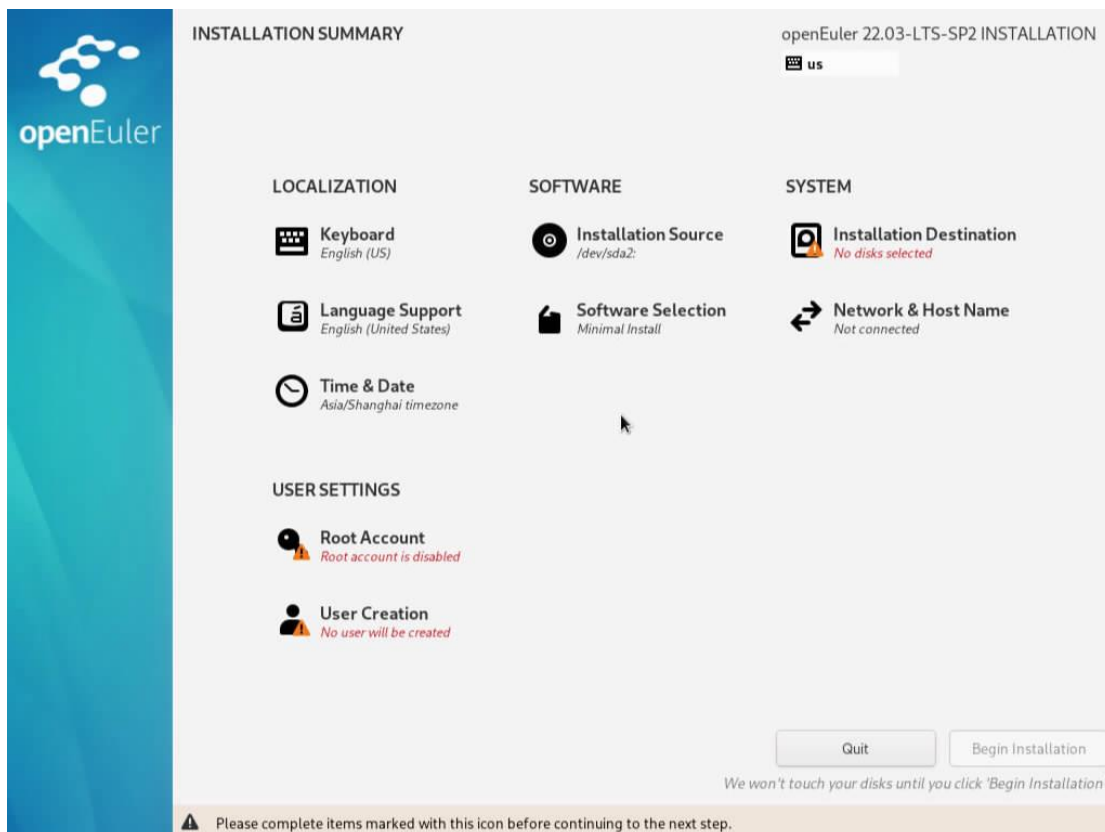 openEuler
INSTALLATION SUMMARY
openEuler 22.03-LTS-SP2 INSTALLATION
us
LOCALIZATION
Keyboard
English (US)
Language Support
English (United States)
Time & Date
Asia/Shanghai timezone
SOFTWARE
Installation Source
/dev/sda2:
Software Selection
Minimal Install
SYSTEM
Installation Destination
No disks selected
Network & Host Name
Not connected
USER SETTINGS
Root Account
Root account is disabled
User Creation
No user will be created
Quit
Begin Installation
We won't touch your disks until you click 'Begin Installation
Please complete items marked with this icon before continuing to the next step.